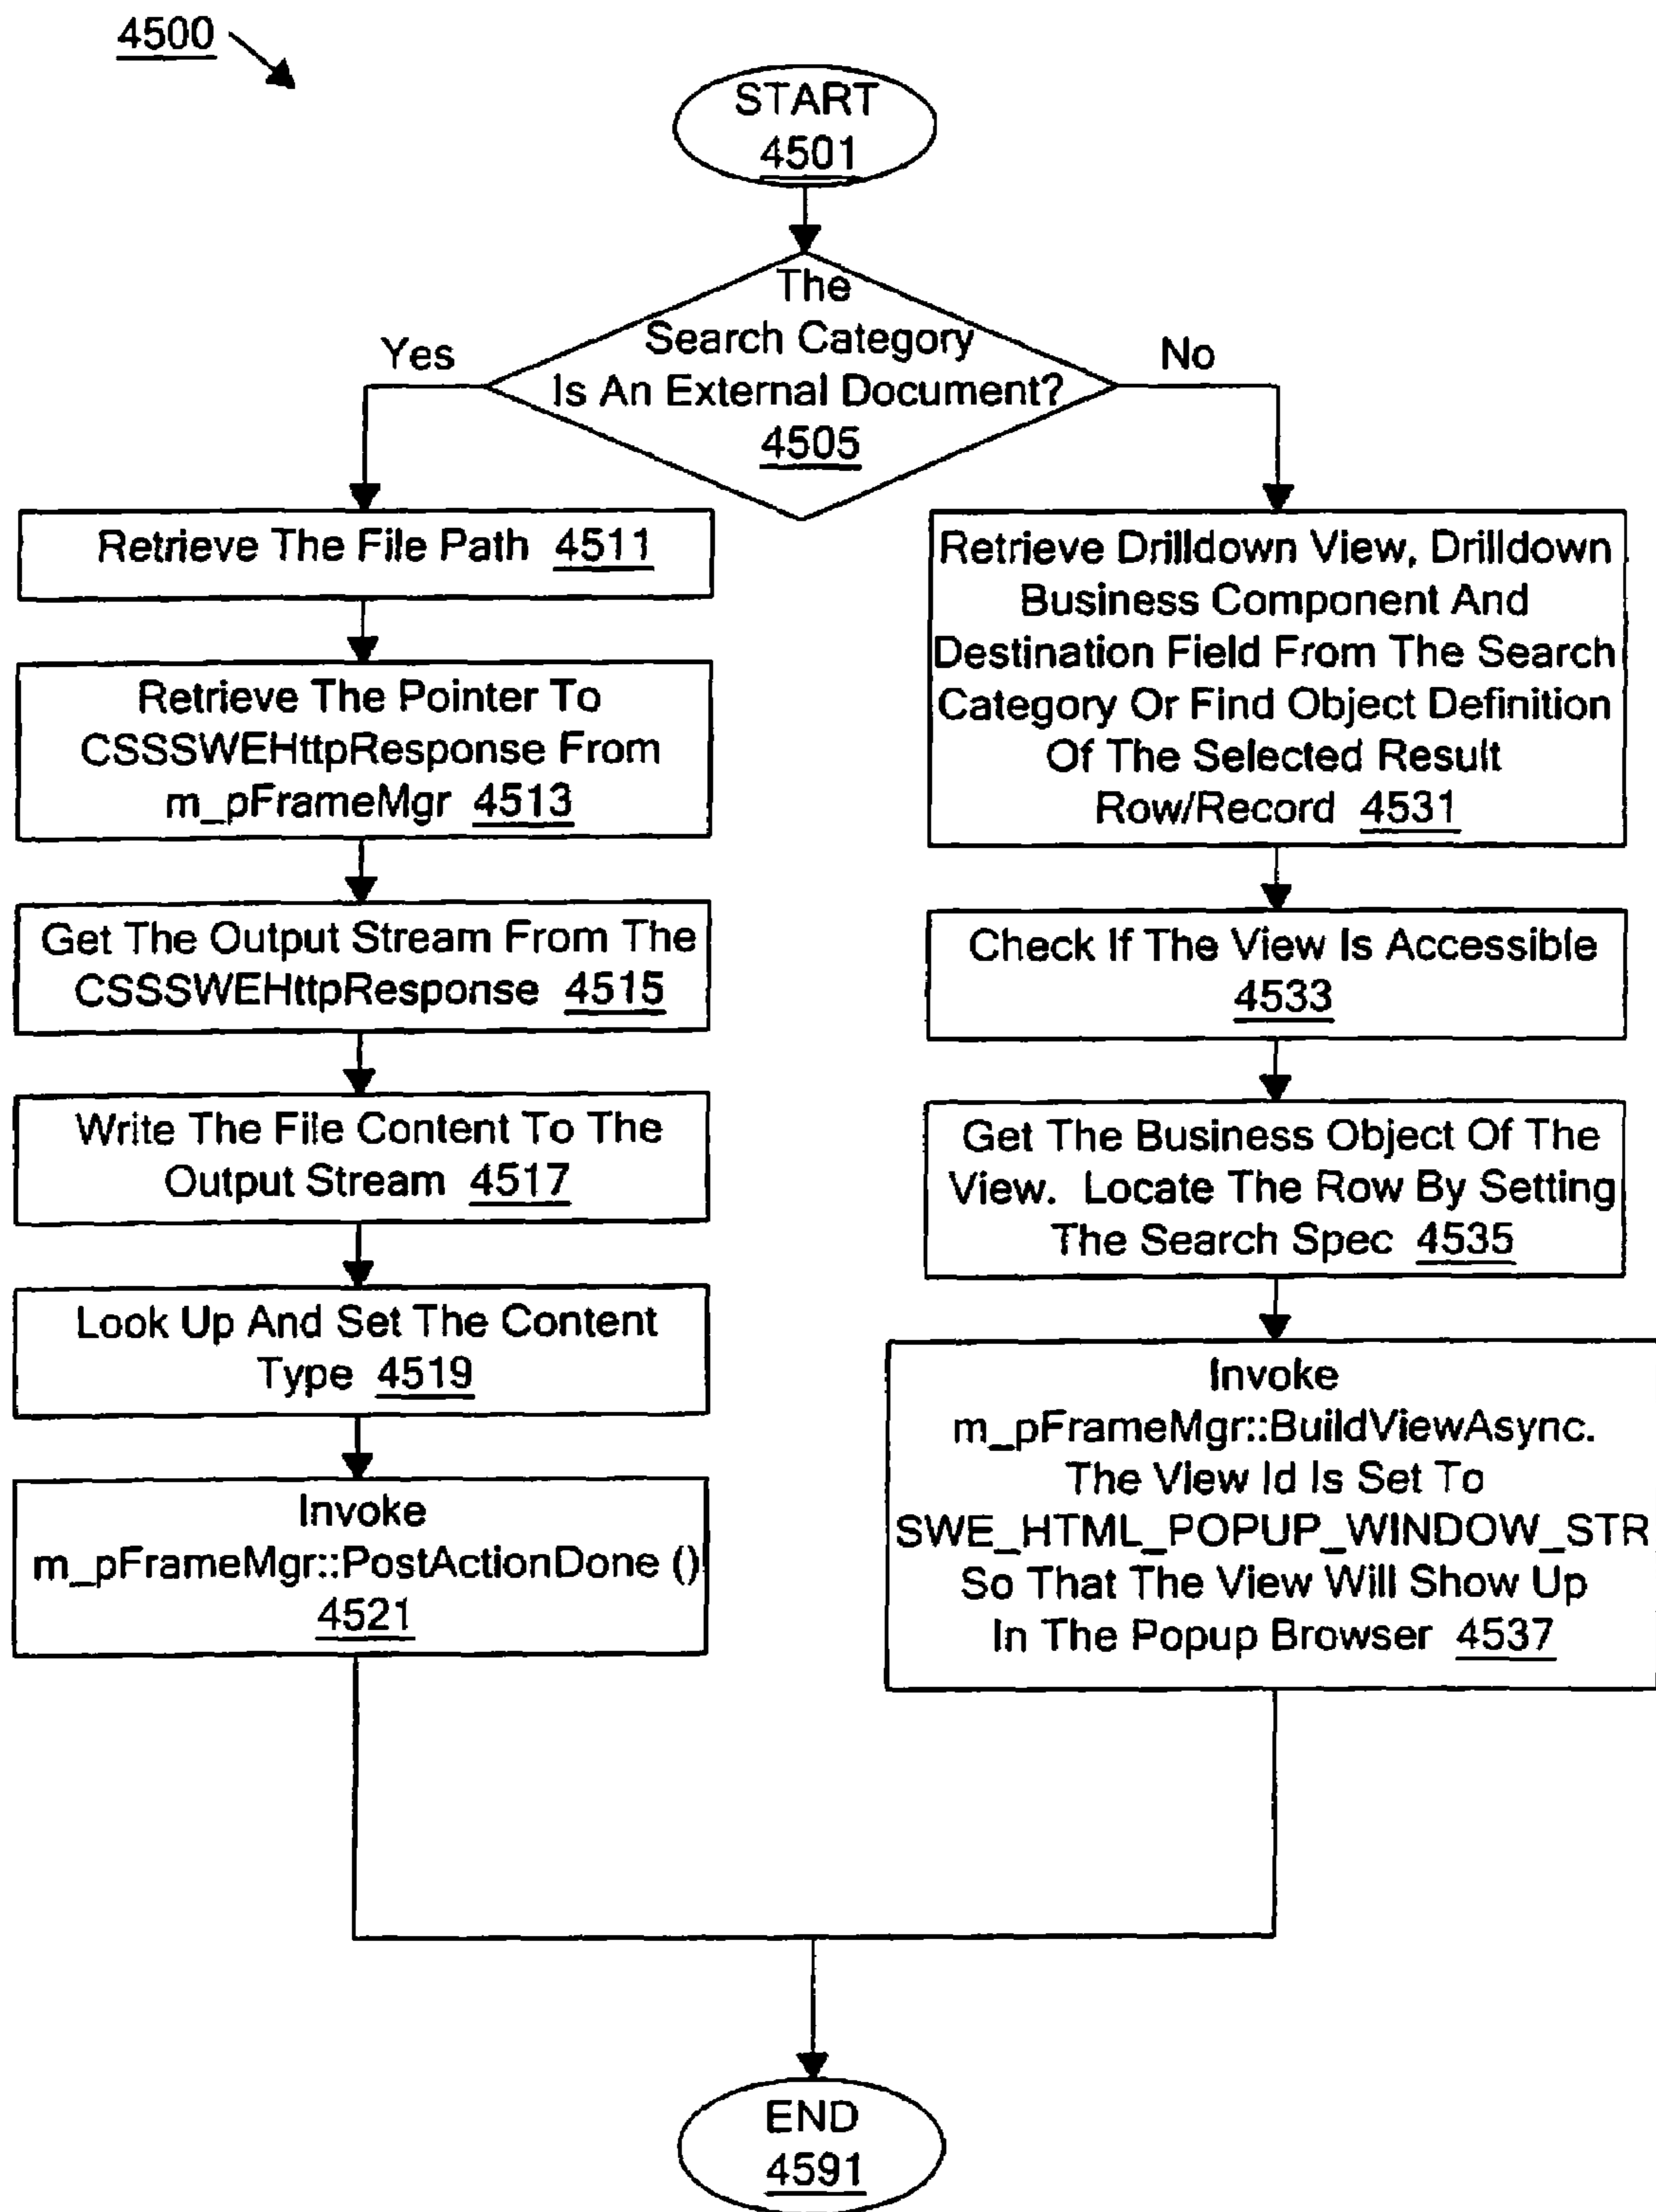 4500
START
4501
The
Search Category
Is An External Document?
4505
Yes
No
Retrieve The File Path 4511
Retrieve The Pointer To
CSSSWEHttpResponse From
m_pFrameMgr 4513
Get The Output Stream From The
CSSSWEHttpResponse 4515
Write The File Content To The
Output Stream 4517
Look Up And Set The Content
Type 4519
Invoke
m_pFrameMgr::PostActionDone ()
4521
Retrieve Drilldown View, Drilldown
Business Component And
Destination Field From The Search
Category Or Find Object Definition
Of The Selected Result
Row/Record 4531
Check If The View Is Accessible
4533
Get The Business Object Of The
View. Locate The Row By Setting
The Search Spec 4535
Invoke
m_pFrameMgr::BuildViewAsync.
The View Id Is Set To
SWE_HTML_POPUP_WINDOW_STR
So That The View Will Show Up
In The Popup Browser 4537
END
4591